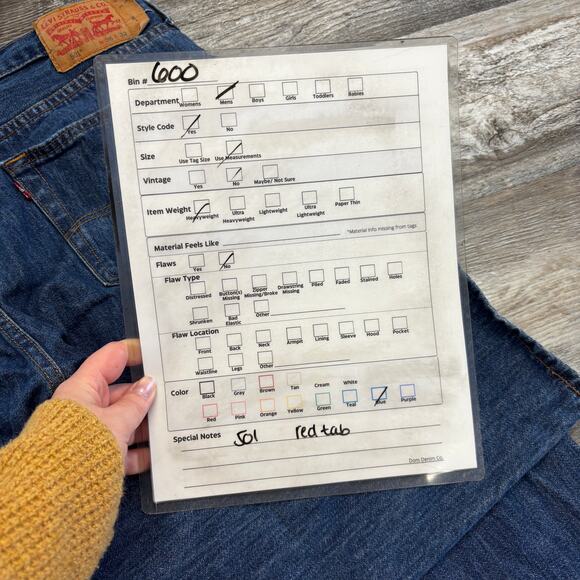 LEVI STRAUSS & CO.
Bin # 600
Department Womens Mens Boys Girls Toddlers Babies
Style Code Yes No
Size Use Tag Size Use Measurements
Vintage Yes No Maybe/ Not Sure
Item Weight Heavyweight Ultra Heavyweight Lightweight Ultra Lightweight Paper Thin
Material Feels Like *Material info missing from tags
Flaws Yes No
Flaw Type
Distressed Button(s) Missing Zipper Missing/Broke Drawstring Missing Piled Faded Stained Holes
Shrunken Bad Elastic Other
Flaw Location
Front Back Neck Armpit Lining Sleeve Hood Pocket
Waistline Legs Other
Color Black Gray Brown Tan Cream White
Red Pink Orange Yellow Green Teal Blue Purple
Special Notes 501 red tab
Dom Denim Co.